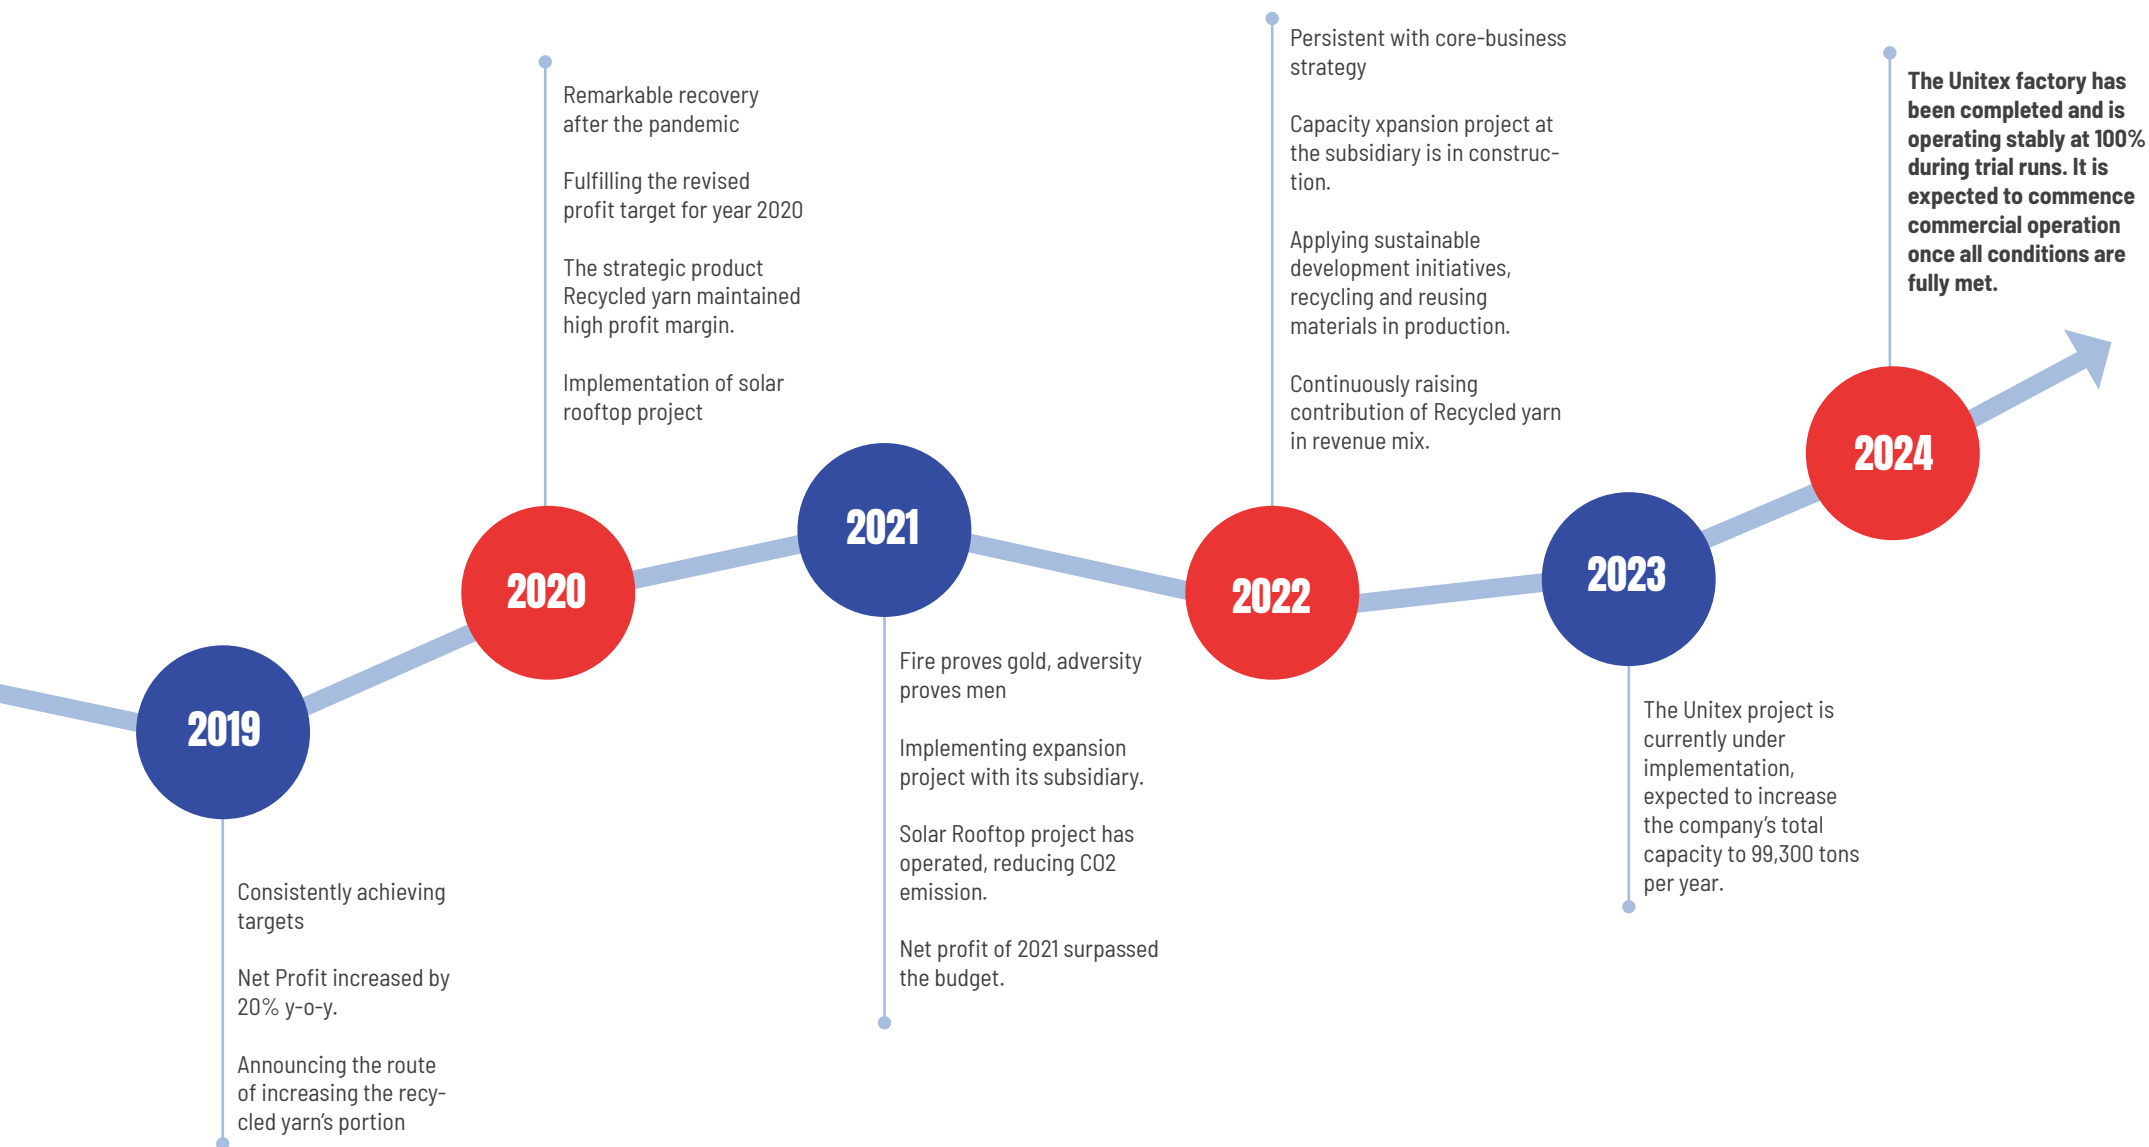 2019
Consistently achieving
targets
Net Profit increased by
20% y-o-y.
Announcing the route
of increasing the recy-
cled yarn's portion
Remarkable recovery
after the pandemic
Fulfilling the revised
profit target for year 2020
The strategic product
Recycled yarn maintained
high profit margin.
Implementation of solar
rooftop project
2020
2021
Fire proves gold, adversity
proves men
Implementing expansion
project with its subsidiary.
Solar Rooftop project has
operated, reducing CO2
emission.
Net profit of 2021 surpassed
the budget.
Persistent with core-business
strategy
Capacity xpansion project at
the subsidiary is in construc-
tion.
Applying sustainable
development initiatives,
recycling and reusing
materials in production.
Continuously raising
contribution of Recycled yarn
in revenue mix.
2022
2023
The Unitex project is
currently under
implementation,
expected to increase
the company's total
capacity to 99,300 tons
per year.
The Unitex factory has
been completed and is
operating stably at 100%
during trial runs. It is
expected to commence
commercial operation
once all conditions are
fully met.
2024